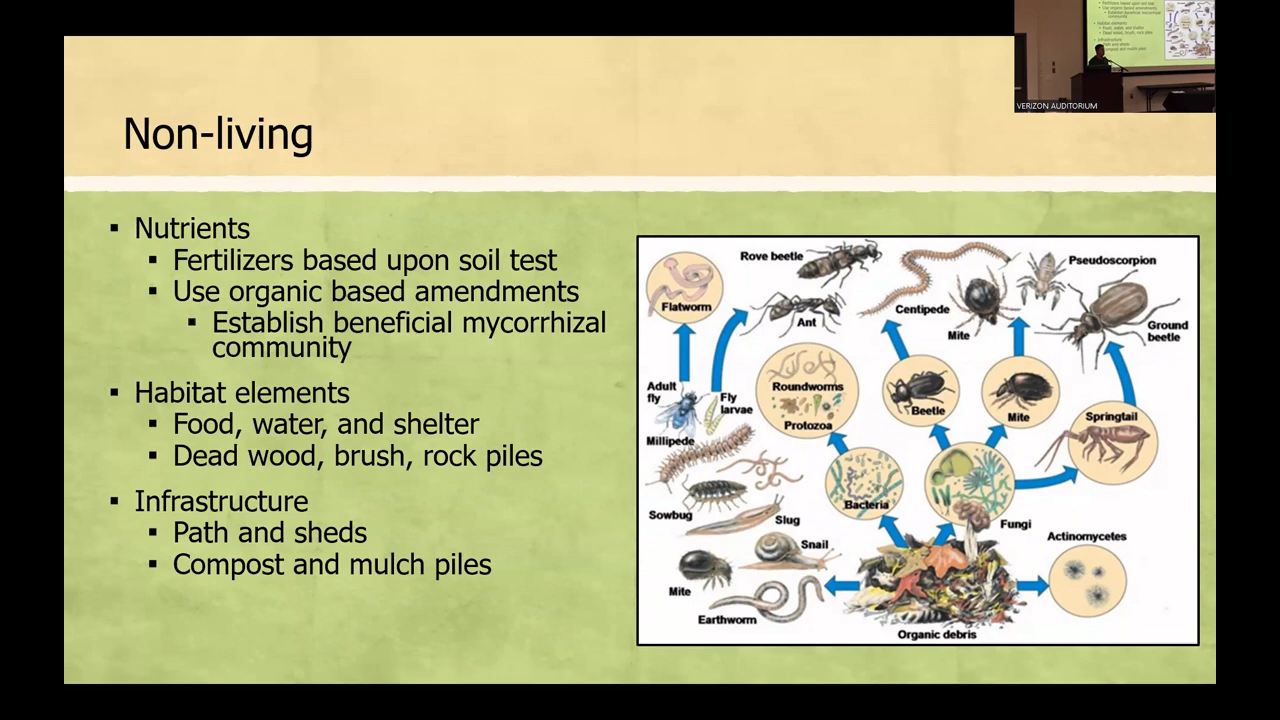 VERIZON AUDITORIUM
Non-living
▪ Nutrients
▪ Fertilizers based upon soil test
▪ Use organic based amendments
▪ Establish beneficial mycorrhizal
community
▪ Habitat elements
▪ Food, water, and shelter
▪ Dead wood, brush, rock piles
▪ Infrastructure
▪ Path and sheds
▪ Compost and mulch piles
Rove beetle
Pseudoscorpion
Flatworm
Centipede
Ant
Mite
Ground
beetle
Adult
fly
Fly
larvae
Roundworms
Protozoa
Beetle
Mite
Springtail
Millipede
Bacteria
Sowbug
Slug
Fungi
Snail
Actinomycetes
Mite
Earthworm
Organic debris